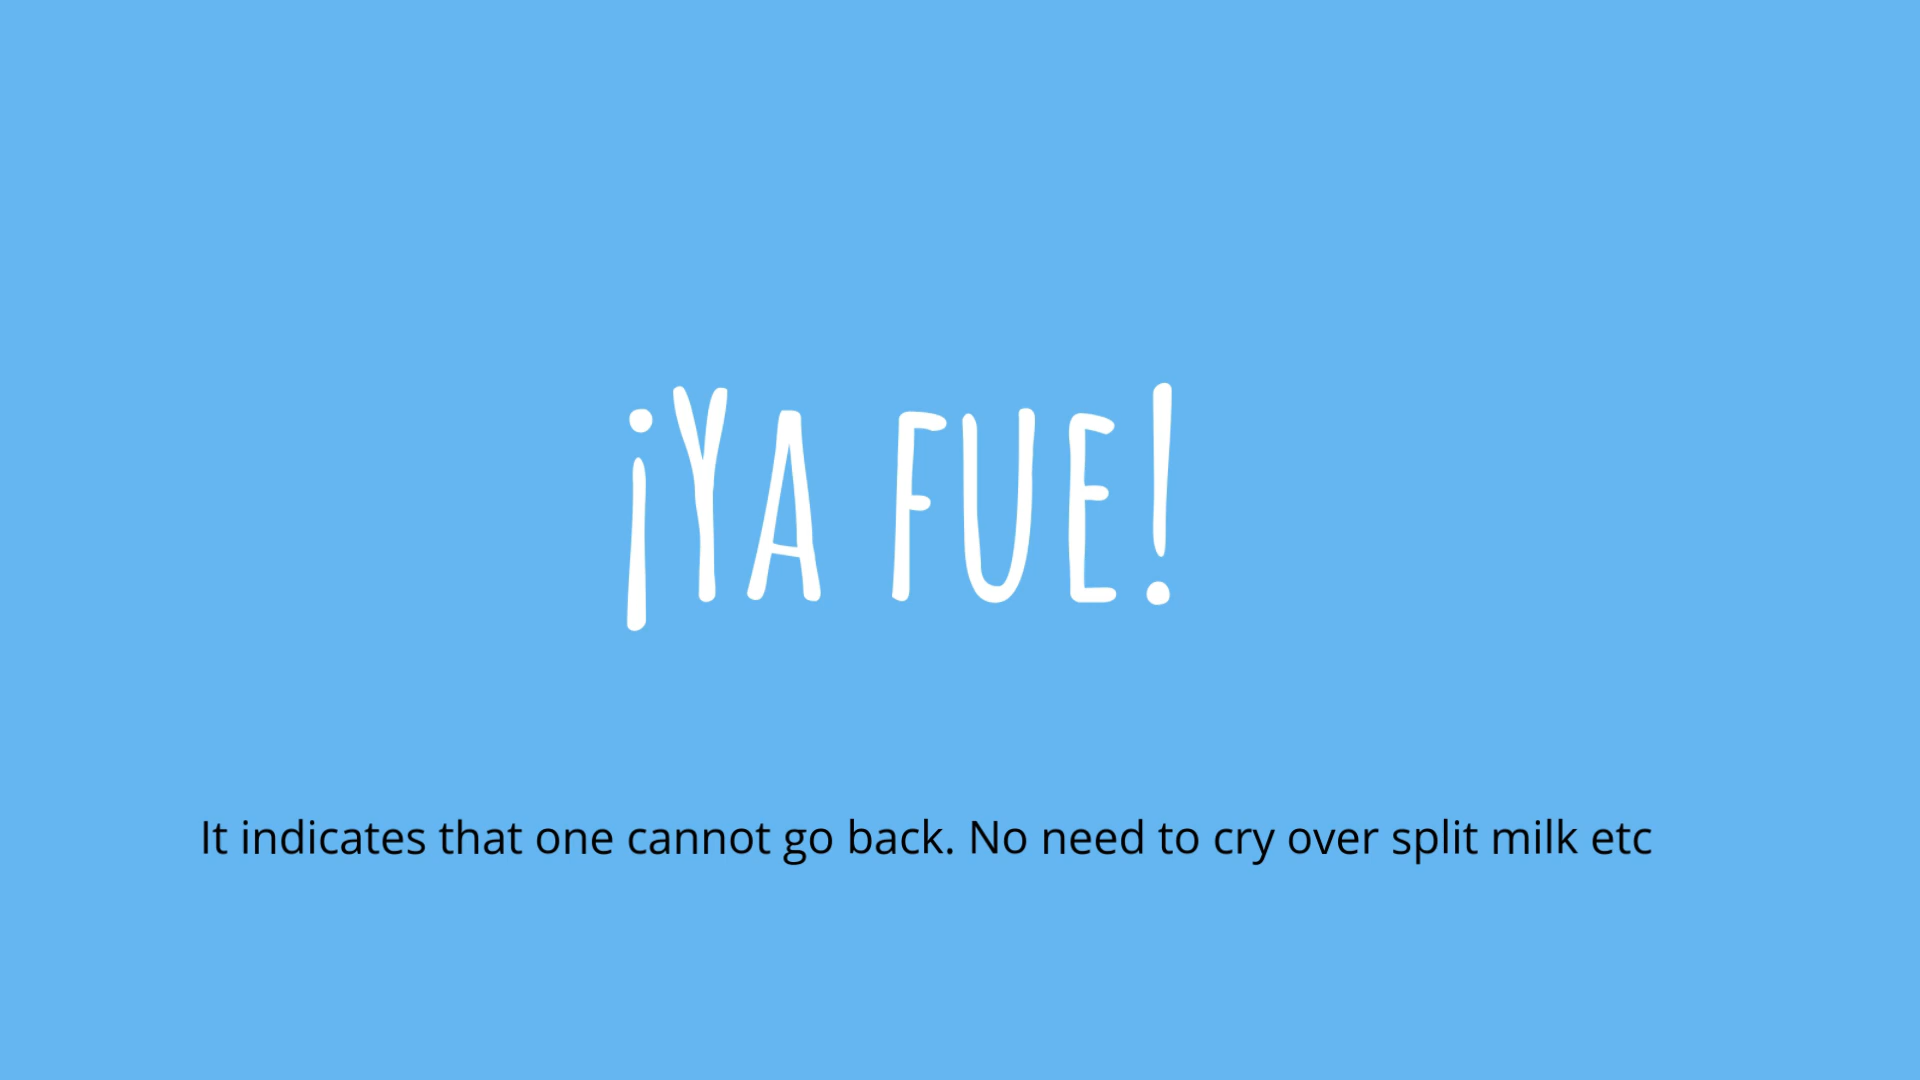 ¡YA FUE!
It indicates that one cannot go back. No need to cry over split milk etc